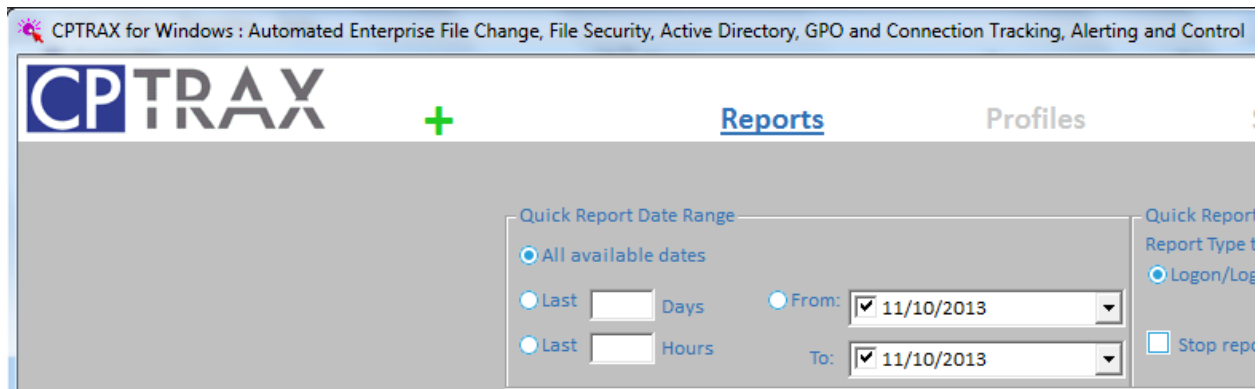 CPTRAX for Windows : Automated Enterprise File Change, File Security, Active Directory, GPO and Connection Tracking, Alerting and Control
CPTRAX
+ Reports Profiles
Quick Report Date Range
Quick Report
All available dates
Report Type
Logon/Log
Last Days
From: 11/10/2013
Last Hours
To: 11/10/2013
Stop repo